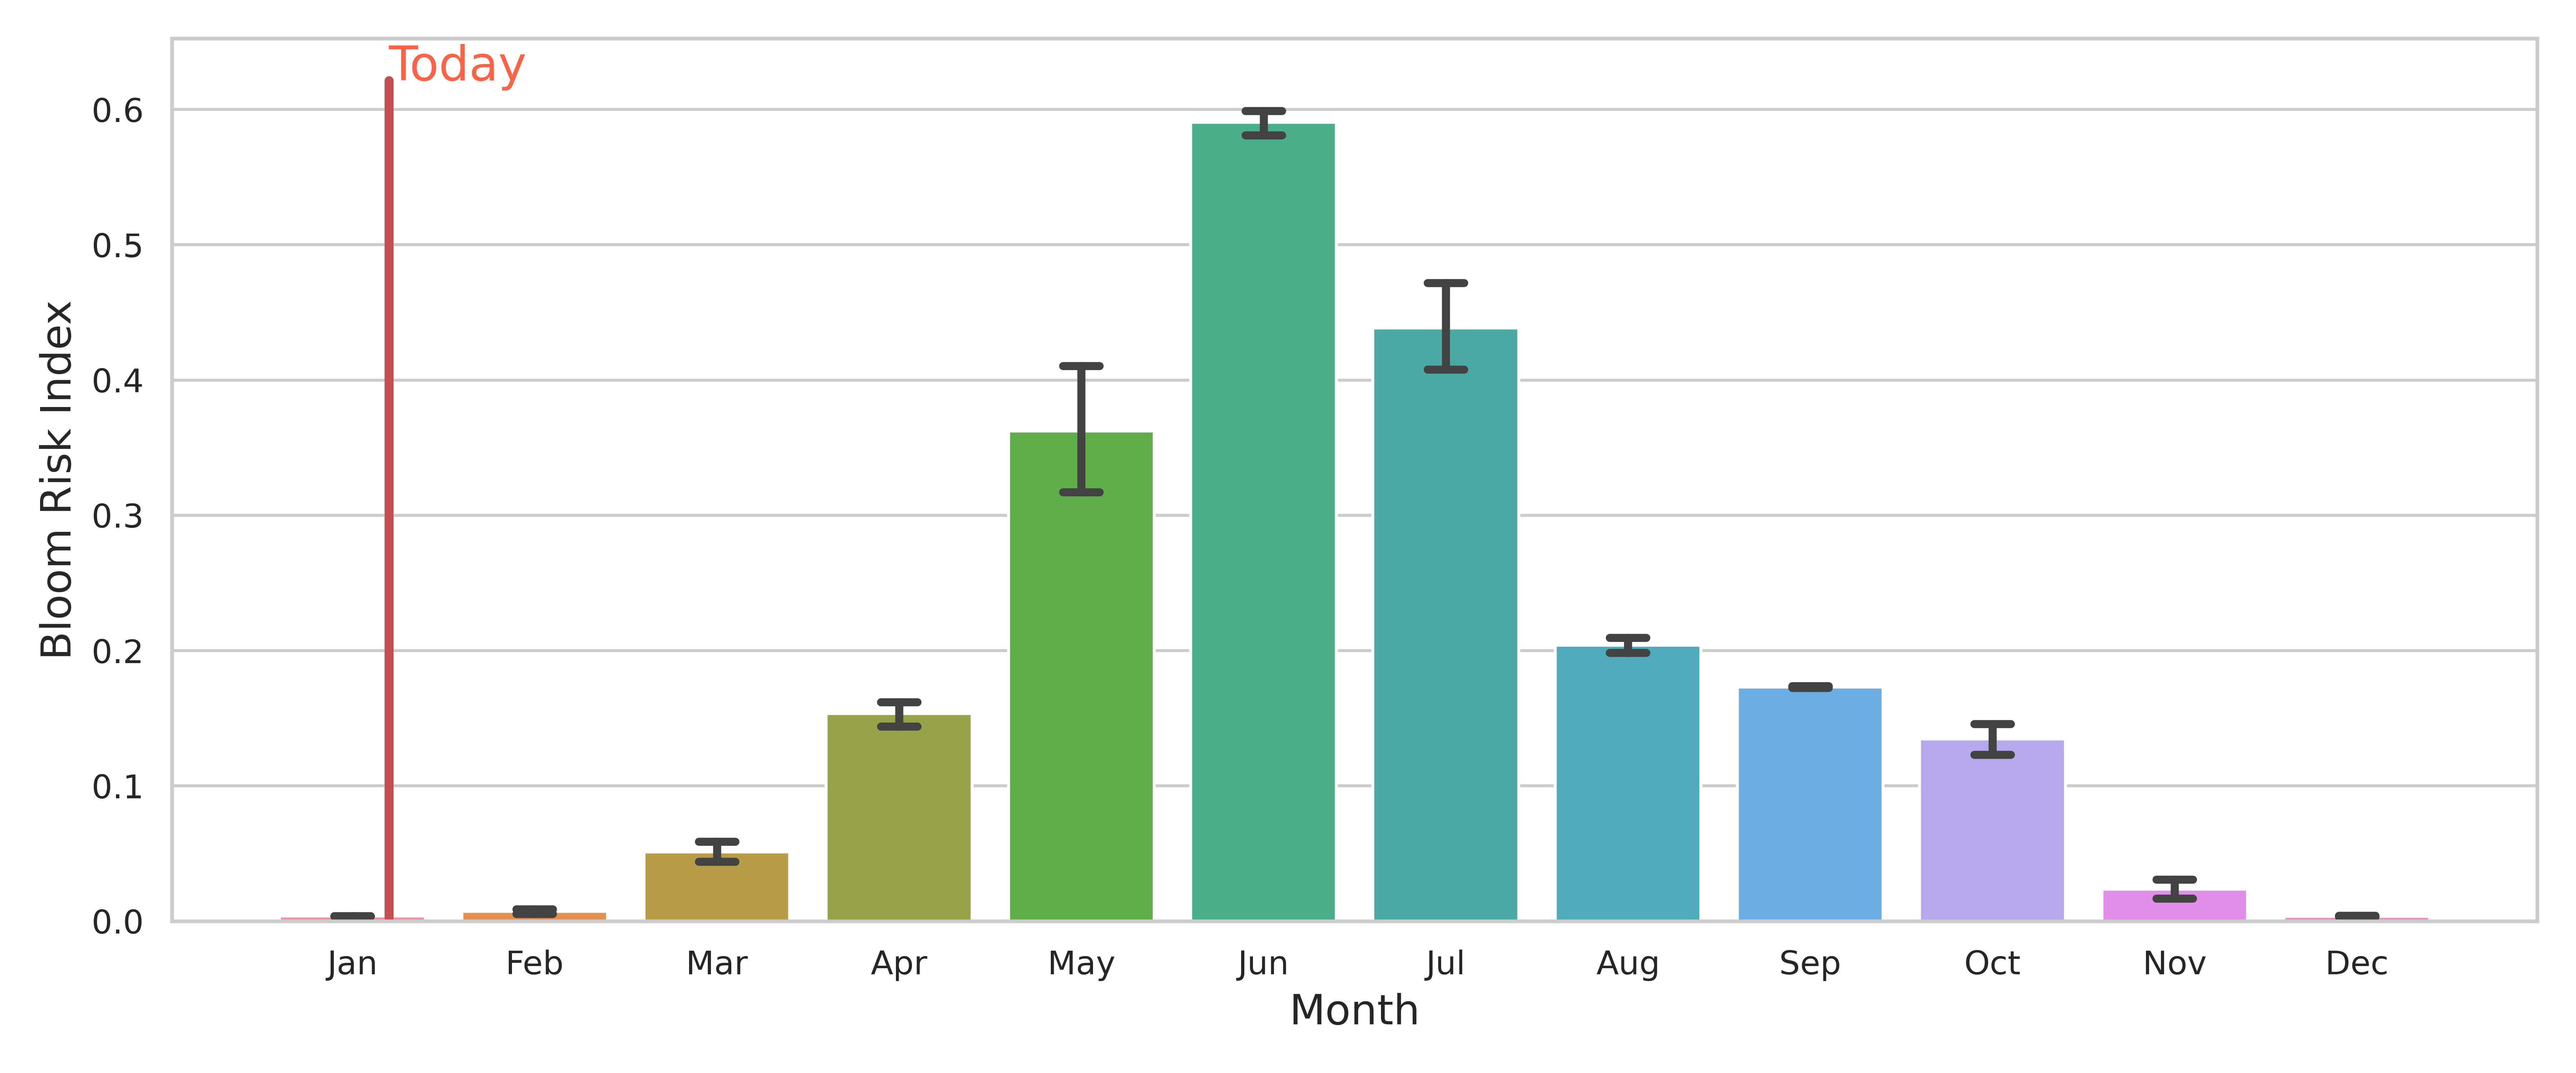 Today
Bloom Risk Index
0.6
0.5
0.4
0.3
0.2
0.1
0.0
Jan Feb Mar Apr May Jun Jul Aug Sep Oct Nov Dec
Month